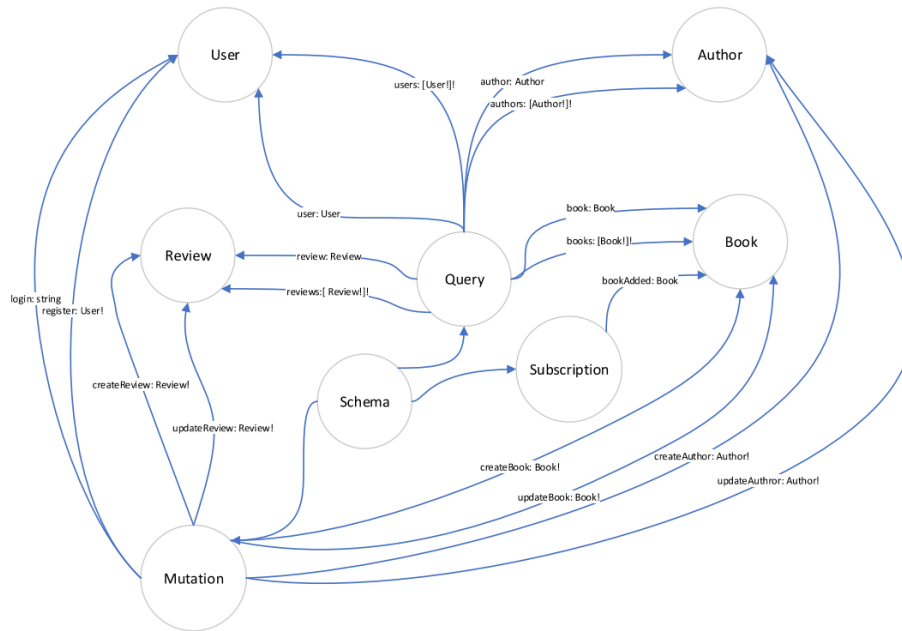 User
Author
users: [User!]!
author: Author
authors: [Author!]!
user: User
book: Book
Review
review: Review
Query
books: [Book!]!
Book
bookAdded: Book
reviews:[ Review!]!
login: string
register: User!
Subscription
createReview: Review!
Schema
updateReview: Review!
createBook: Book!
createAuthor: Author!
updateAuthror: Author!
updateBook: Book!
Mutation